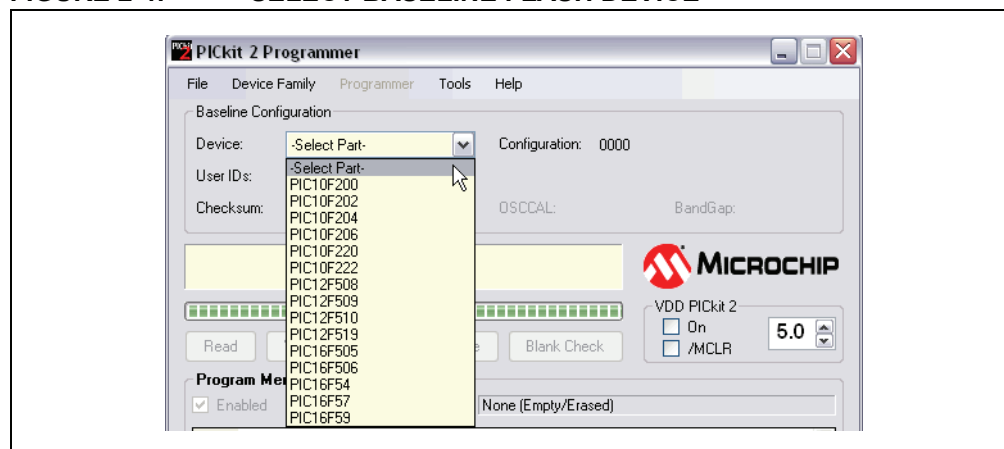 PICkit 2 Programmer
File Device Family Programmer Tools Help
Baseline Configuration
Device: -Select Part- Configuration: 0000
User IDs:
Checksum: OSCCAL: BandGap:
-Select Part-
PIC10F200
PIC10F202
PIC10F204
PIC10F206
PIC10F220
PIC10F222
PIC12F508
PIC12F509
PIC12F510
PIC12F519
PIC16F505
PIC16F506
PIC16F54
PIC16F57
PIC16F59
MICROCHIP
VDD PICkit 2
On
/MCLR
5.0
Read Blank Check
Enabled None (Empty/Erased)